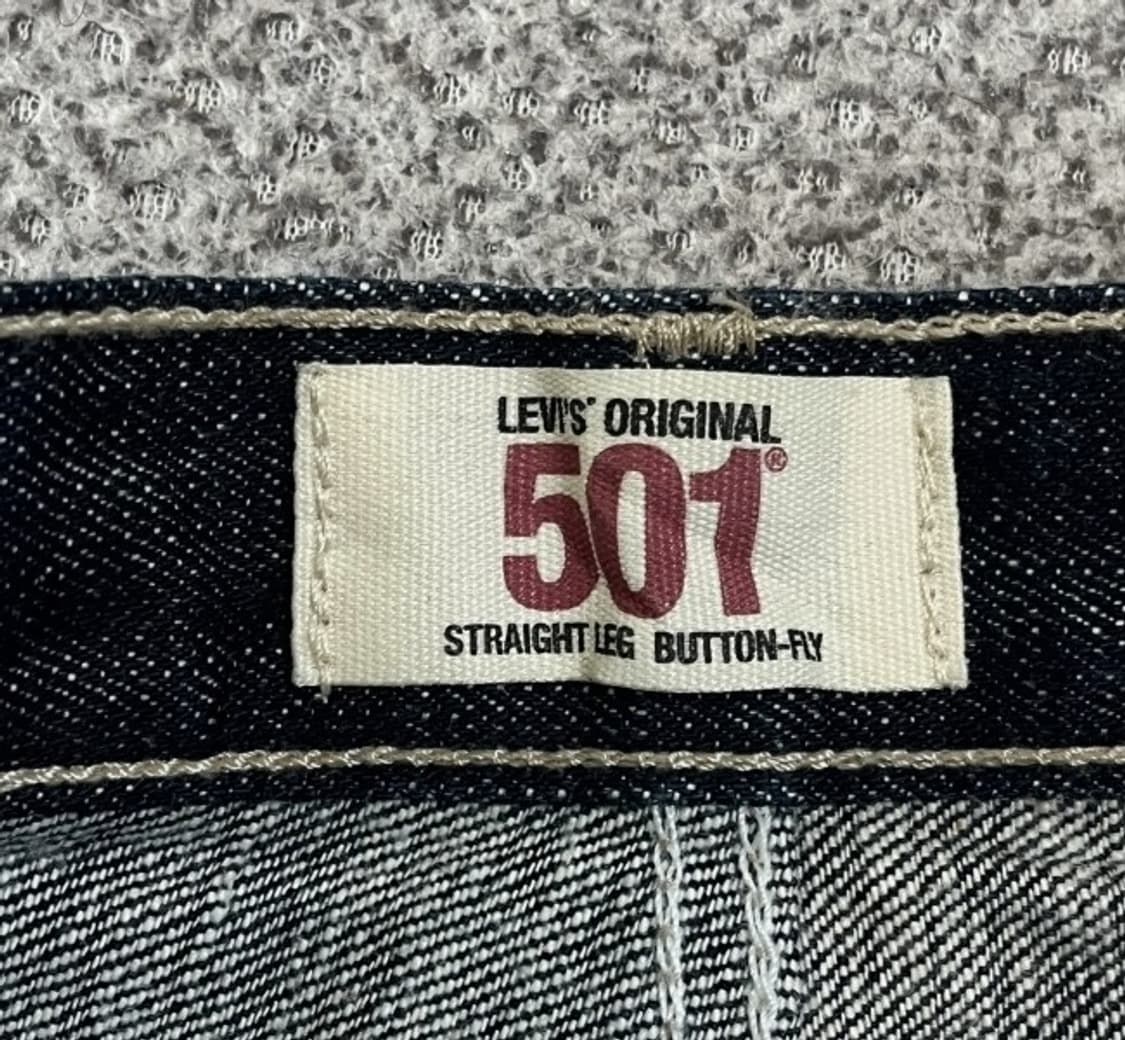 LEVI'S® ORIGINAL
501®
STRAIGHT LEG BUTTON-FLY